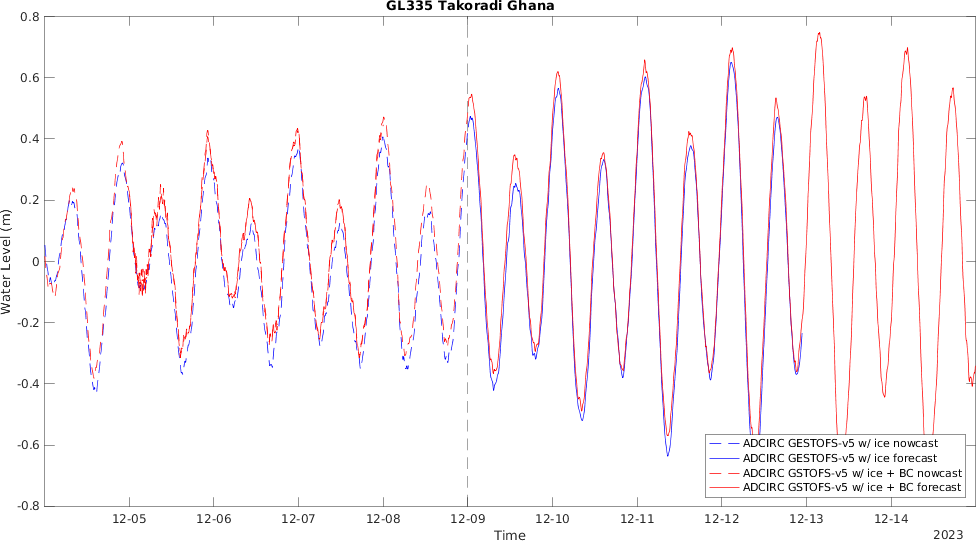 GL335 Takoradi Ghana
0.8
0.6
0.4
0.2
0
-0.2
-0.4
-0.6
-0.8
Water Level (m)
ADCIRC GESTOFS-v5 w/ ice nowcast
ADCIRC GESTOFS-v5 w/ ice forecast
ADCIRC GSTOFS-v5 w/ ice + BC nowcast
ADCIRC GSTOFS-v5 w/ ice + BC forecast
12-05 12-06 12-07 12-08 12-09 12-10 12-11 12-12 12-13 12-14
Time
2023